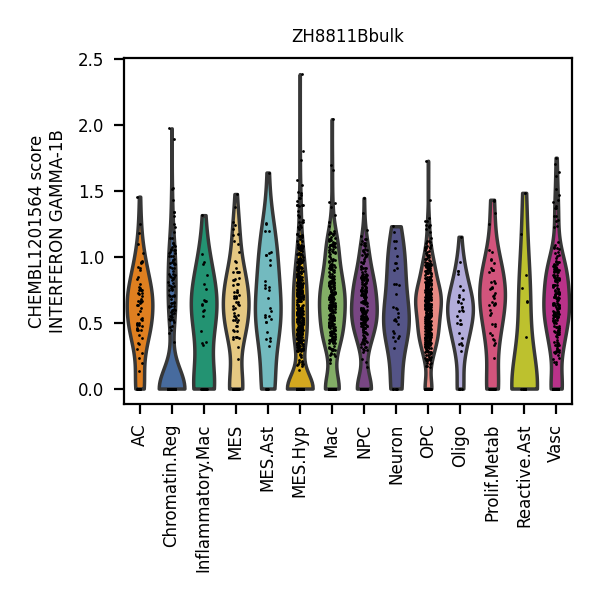 ZH8811Bbulk
CHEMBL1201564 score
INTERFERON GAMMA-1B
2.5
2.0
1.5
1.0
0.5
0.0
AC
Chromatin.Reg
Inflammatory.Mac
MES
MES.Ast
MES.Hyp
Mac
NPC
Neuron
OPC
Oligo
Prolif.Metab
Reactive.Ast
Vasc